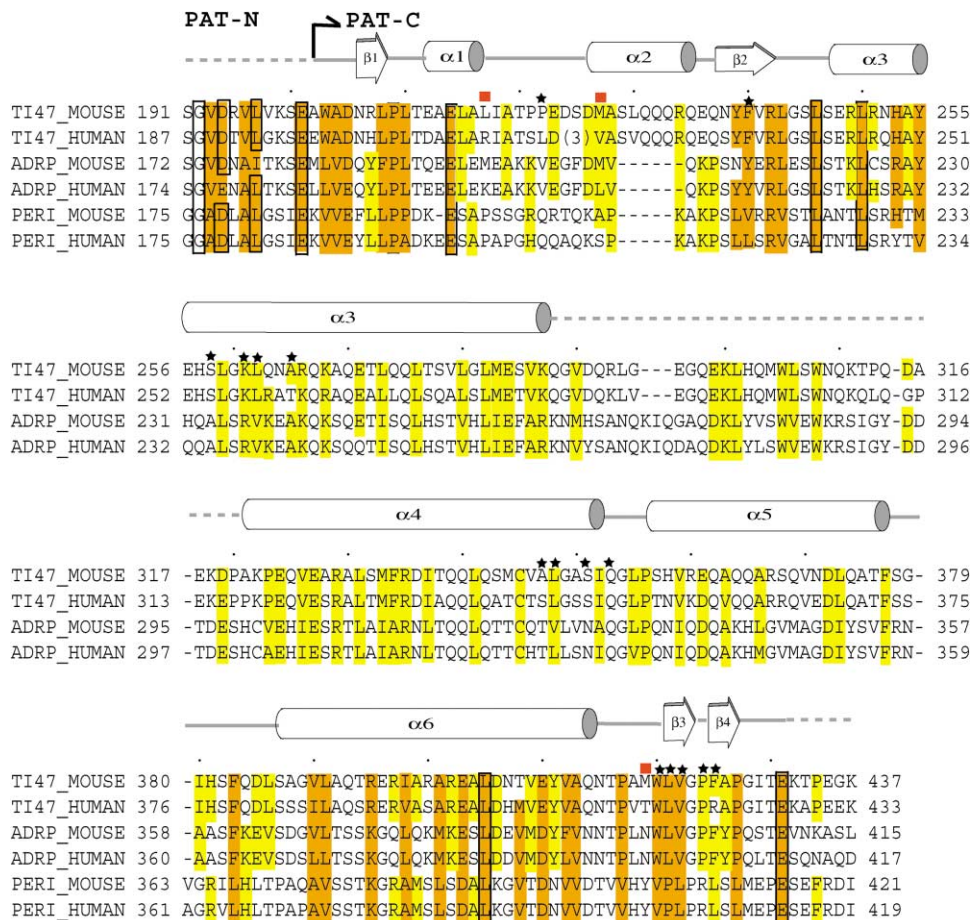 PAT-N PAT-C
β1 α1 α2 β2 α3
TI47_MOUSE 191 SGVDRVLVKSEAWADNRLPLTEAELALIATPPEDSDMASLQQQRQEQNYFVRLGSLSERLRNHAY 255
TI47_HUMAN 187 SGVDTVLGKSEEWADNHLPLTDAELARIATSLD(3)VASVQQQRQEQSYFVRLGSLSERLRQHAY 251
ADRP_MOUSE 172 SGVDNAITKSEMLVDQYFPLTQEELEMEAKKVEGFDMV-----QKPSNYERLESLSTKLCSRAY 230
ADRP_HUMAN 174 SGVENALTKSELLVEQYLPLTEEELEKEAKKVEGFDLV-----QKPSYYVRLGSLSTKLHSRAY 232
PERI_MOUSE 175 GGADLALGSIEKVVEFLLPPDK-ESAPSSGRQRTQKAP-----KAKPSLVRRVSTLANTLSRHTM 233
PERI_HUMAN 175 GGADLALGSIEKVVEYLLPADKEESAPAPGHQQAQKSP-----KAKPSLLSRVGALTNTLSRYTV 234
α3
TI47_MOUSE 256 EHSLGKLQNARQKAQETLQQLTSVLGLMESVKQGVDQRLG---EGQEKLHQMWLSWNQKTPQ-DA 316
TI47_HUMAN 252 EHSLGKLRATKQRAQEALLQLSQALSLMETVKQGVDQKLV---EGQEKLHQMWLSWNQKQLQ-GP 312
ADRP_MOUSE 231 HQALSRVKEAKQKSQETISQLHSTVHLIEFARKNMHSANQKIQGAQDKLYVSWVEWKRSIGY-DD 294
ADRP_HUMAN 232 QQALSRVKEAKQKSQQTISQLHSTVHLIEFARKNVYSANQKIQDAQDKLYLSWVEWKRSIGY-DD 296
α4 α5
TI47_MOUSE 317 -EKDPAKPEQVEARALSMFRDITQQLQSMCVALGASIQGLPSHVREQAQQARSQVNDLQATFSG- 379
TI47_HUMAN 313 -EKEPPKPEQVESRALTMFRDIAQQLQATCTSLGSSIQGLPTNVKDQVQQARRQVEDLQATFSS- 375
ADRP_MOUSE 295 -TDESHCVEHIESRTLAIARNLTQQLQTTCQTVLVNAQGLPQNIQDQAKHLGVMAGDIYSVFRN- 357
ADRP_HUMAN 297 -TDESHCAEHIESRTLAIARNLTQQLQTTCHTLLSNIQGVPQNIQDQAKHMGVMAGDIYSVFRN- 359
α6 β3 β4
TI47_MOUSE 380 -IHSFQDLSAGVLAQTRERIARAREALDNTVEYVAQNTPAMWLVGPFAPGITEKTPEGK 437
TI47_HUMAN 376 -IHSFQDLSSSILAQSRERVASAREALDHMVEYVAQNTPVTWLVGPRAPGITEKAPEEK 433
ADRP_MOUSE 358 -AASFKEVSDGVLTSSKGQLQKMKESLDEVMDYFVNNTPLNWLVGPFYPQSTEVNKASL 415
ADRP_HUMAN 360 -AASFKEVSDSLLTSSKGQLQKMKESLDDVMDYLVNNTPLNWLVGPFYPQLTESQNAQD 417
PERI_MOUSE 363 VGRILHLTPAQAVSSTKGRAMSLSDALKGVTDNVVDTVVHYVPLPRLSLMEPESEFRDI 421
PERI_HUMAN 361 AGRVLHLTPAPAVSSTKGRAMSLSDALKGVTDNVVDTVVHYVPLPRLSLMEPESEFRDI 419